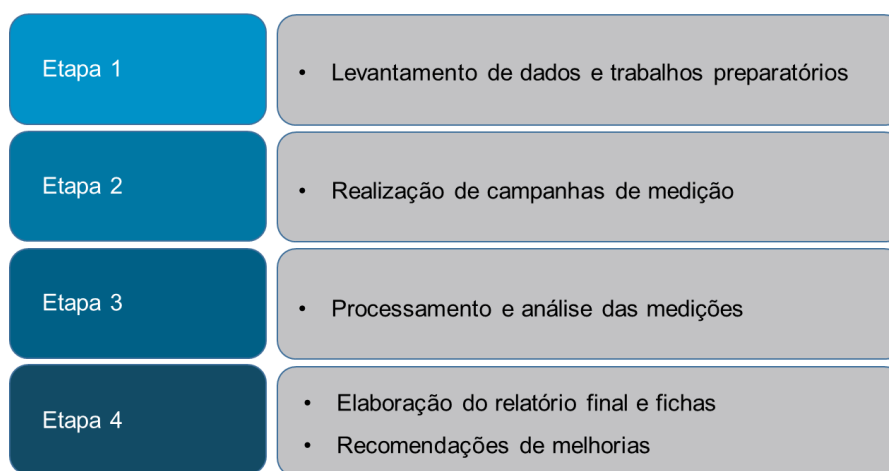 Etapa 1
• Levantamento de dados e trabalhos preparatórios
Etapa 2
• Realização de campanhas de medição
Etapa 3
• Processamento e análise das medições
Etapa 4
• Elaboração do relatório final e fichas
• Recomendações de melhorias